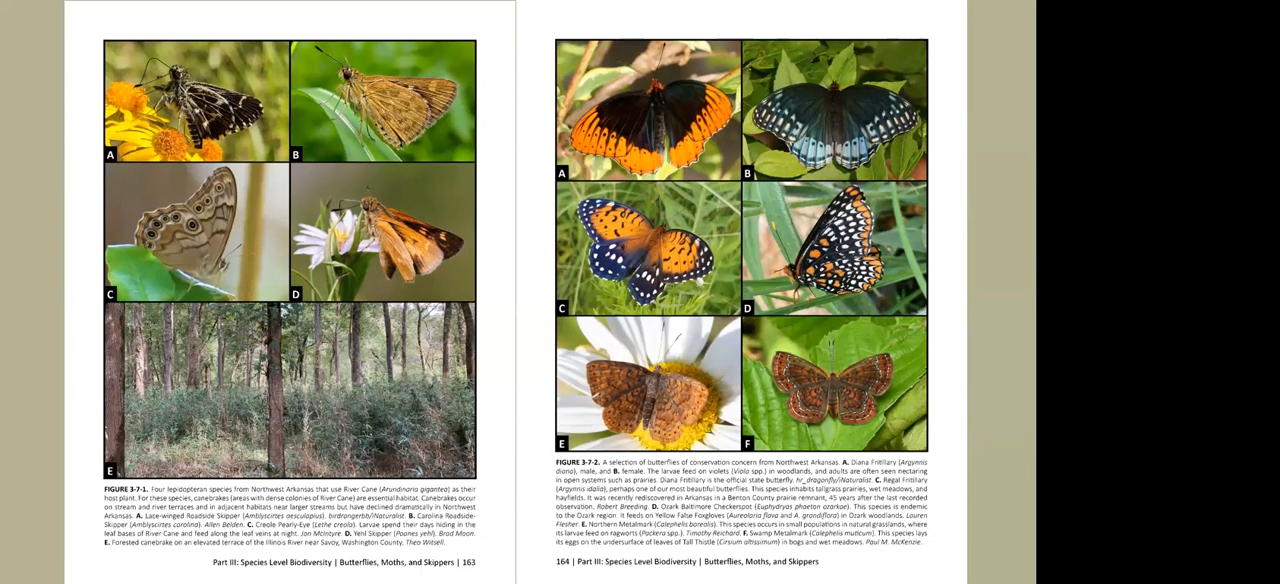 A
B
C
D
E
FIGURE 3-7-1. Four lepidopteran species from Northwest Arkansas that use River Cane (Arundinaria gigantea) as their
host plant. For these species, canebrakes (areas with dense colonies of River Cane) are essential habitat. Canebrakes occur
on stream and river terraces and in adjacent habitats near larger streams but have declined dramatically in Northwest
Arkansas. A. Lace-winged Roadside Skipper (Amblyscirtes aesculapius). sundrengerbti/iNaturalist. B. Carolina Roadside-
Skipper (Amblyscirtes carolina). Allen Belden. C. Creole Pearly-Eye (Lethe creola). Larvae spend their days hiding in the
leaf bases of River Cane and feed along the leaf veins at night. Jon McIntyre. D. Yehl Skipper (Poanes yehl). Brad Moon.
E. Forested canebrake on an elevated terrace of the Illinois River near Savoy, Washington County. Theo Witsell.
Part III: Species Level Biodiversity | Butterflies, Moths, and Skippers | 163
A
B
C
D
E
F
FIGURE 3-7-2. A selection of butterflies of conservation concern from Northwest Arkansas. A. Diana Fritillary (Argynnis
diana), male, and B. female. The larvae feed on violets (Viola spp.) in woodlands, and adults are often seen nectaring
in open systems such as prairies. Diana Fritillary is the official state butterfly. hr_dragonfly/iNaturalist. C. Regal Fritillary
(Argynnis idalia), perhaps one of our most beautiful butterflies. This species inhabits tallgrass prairies, wet meadows, and
hayfields. It was recently rediscovered in Arkansas in a Benton County prairie remnant, 45 years after the last recorded
observation. Robert Breeding. D. Ozark Baltimore Checkerspot (Euphydryas phaeton ozarkae). This species is endemic
to the Ozark region. It feeds on Yellow False Foxgloves (Aureolaria flava and A. grandiflora) in Ozark woodlands. Lauren
Flesher. E. Northern Metalmark (Calephelis borealis). This species occurs in small populations in natural grasslands, where
its larvae feed on ragworts (Packera spp.). Timothy Reichard. F. Swamp Metalmark (Calephelis muticum). This species lays
its eggs on the undersurface of leaves of Tall Thistle (Cirsium altissimum) in bogs and wet meadows. Paul M. McKenzie.
164 | Part III: Species Level Biodiversity | Butterflies, Moths, and Skippers